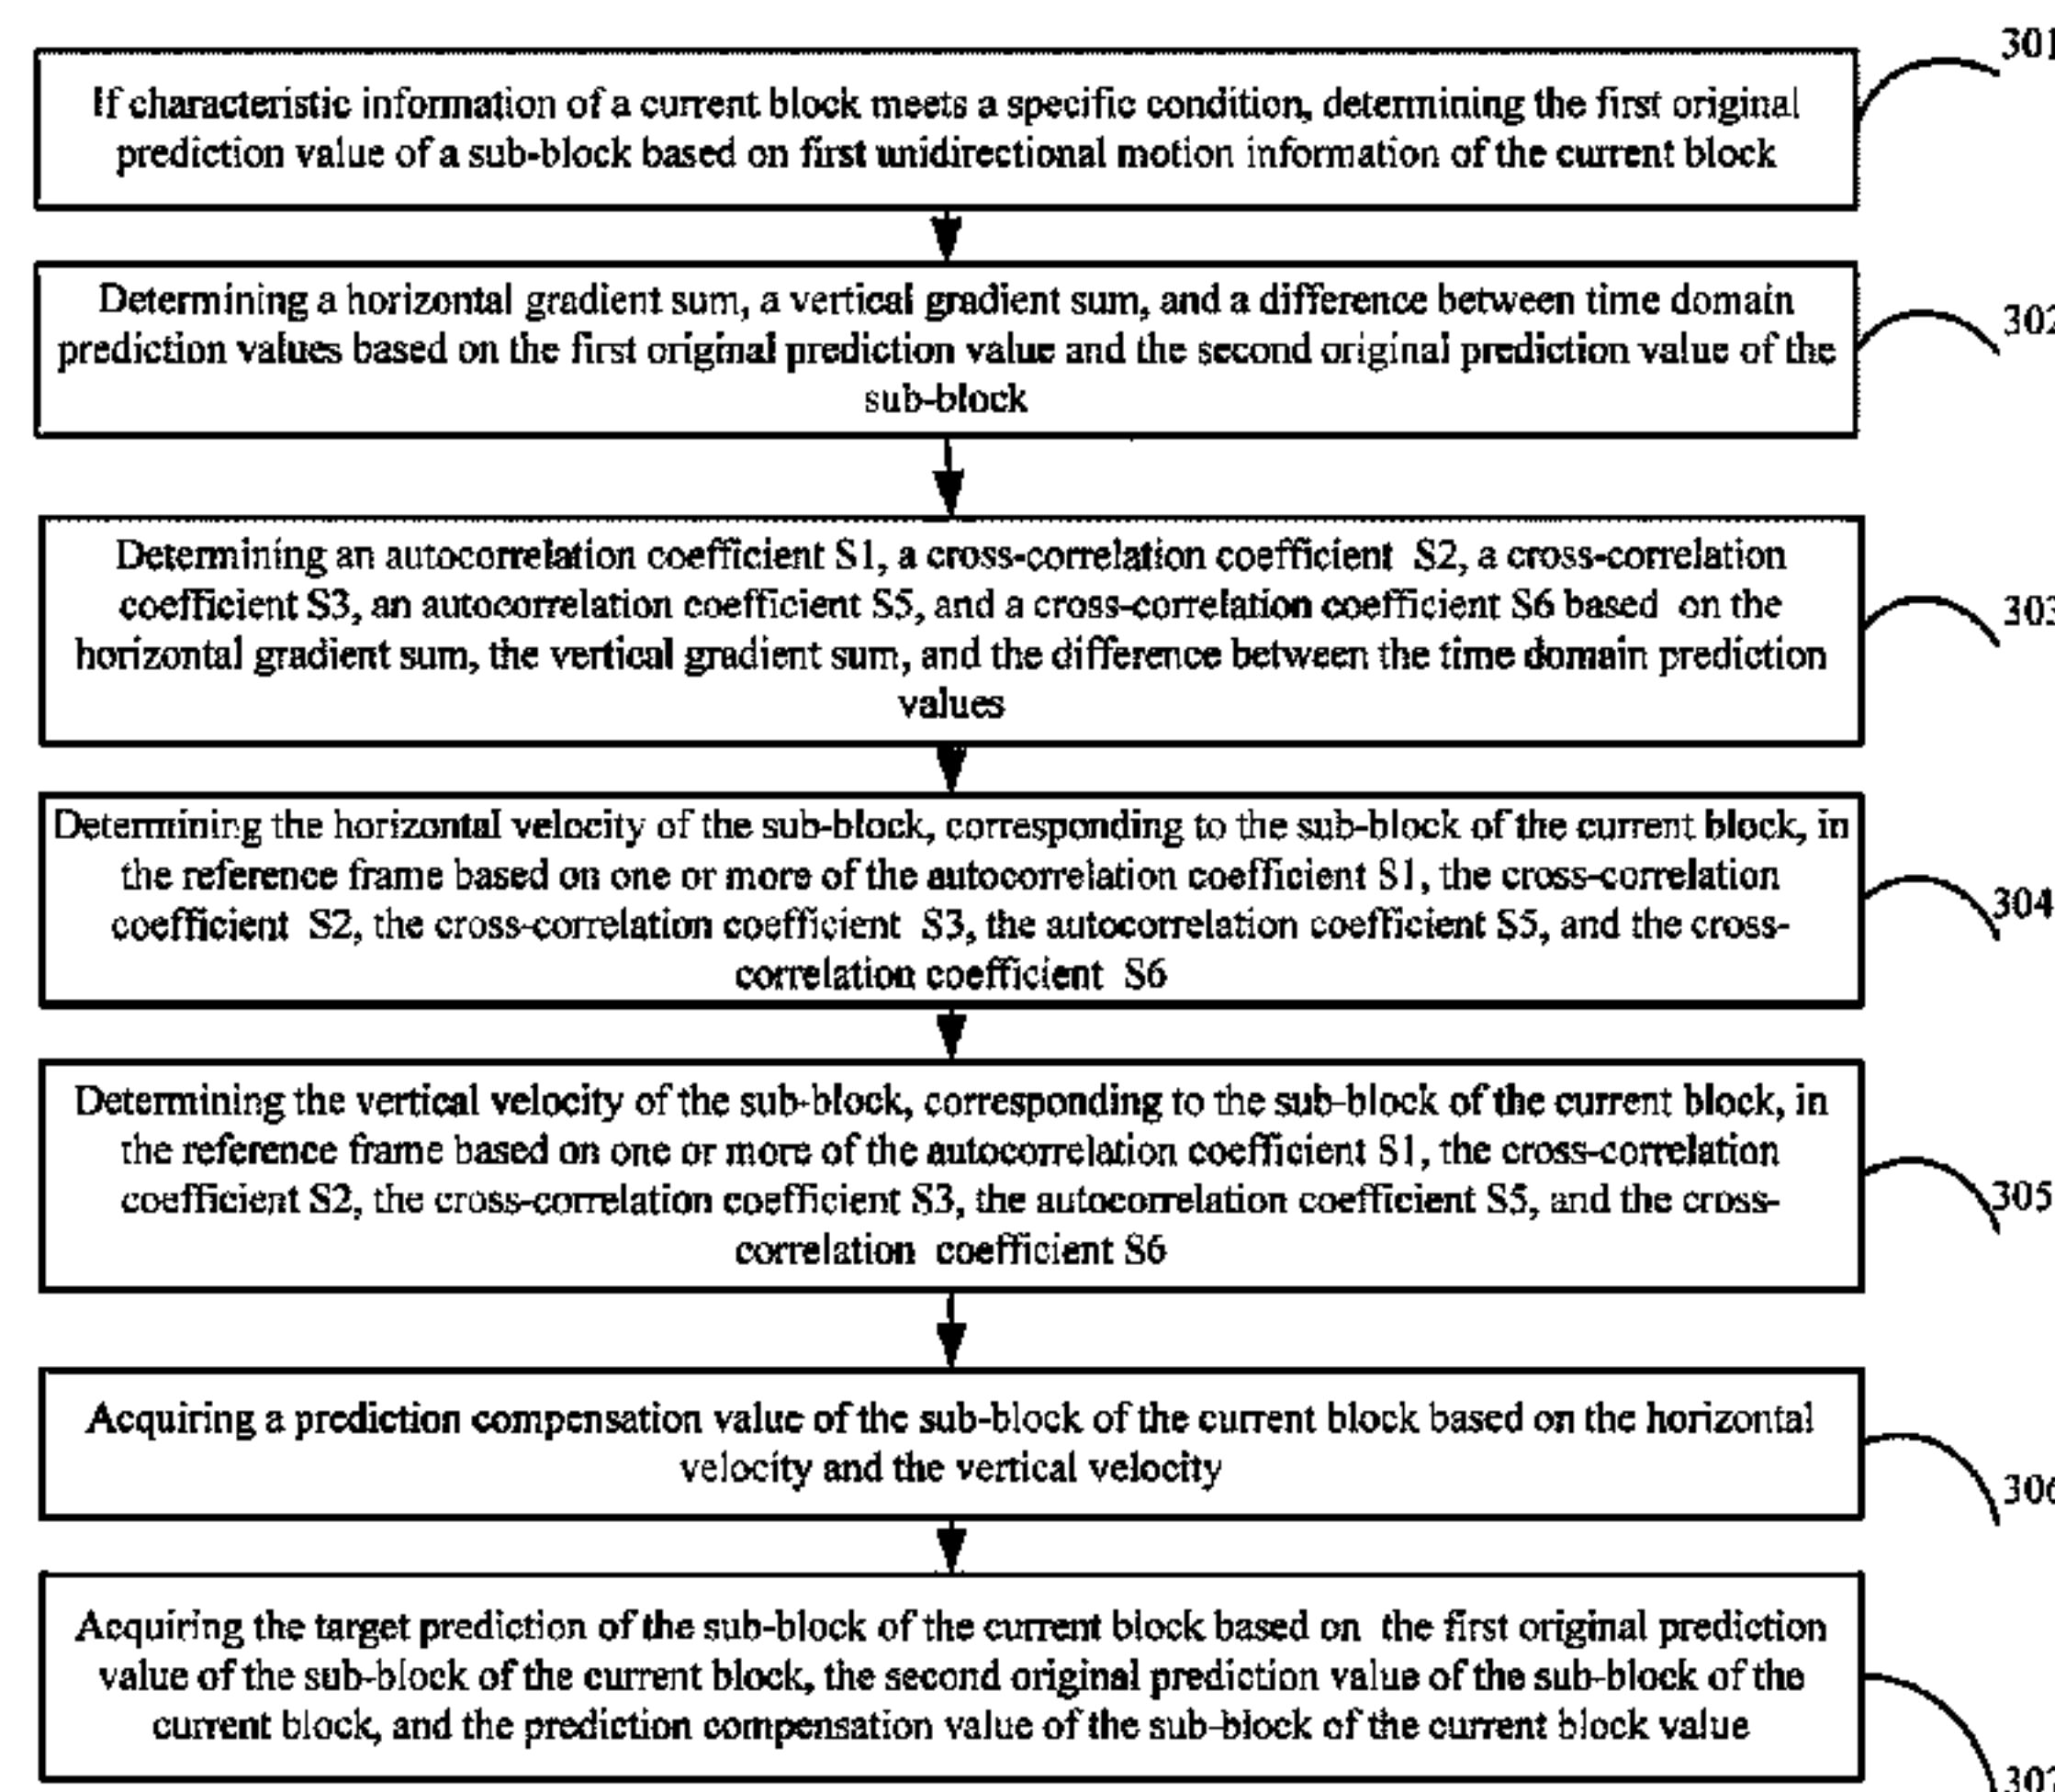 301
If characteristic information of a current block meets a specific condition, determining the first original
prediction value of a sub-block based on first unidirectional motion information of the current block
302
Determining a horizontal gradient sum, a vertical gradient sum, and a difference between time domain
prediction values based on the first original prediction value and the second original prediction value of the
sub-block
303
Determining an autocorrelation coefficient S1, a cross-correlation coefficient S2, a cross-correlation
coefficient S3, an autocorrelation coefficient S5, and a cross-correlation coefficient S6 based on the
horizontal gradient sum, the vertical gradient sum, and the difference between the time domain prediction
values
304
Determining the horizontal velocity of the sub-block, corresponding to the sub-block of the current block, in
the reference frame based on one or more of the autocorrelation coefficient S1, the cross-correlation
coefficient S2, the cross-correlation coefficient S3, the autocorrelation coefficient S5, and the cross-
correlation coefficient S6
305
Determining the vertical velocity of the sub-block, corresponding to the sub-block of the current block, in
the reference frame based on one or more of the autocorrelation coefficient S1, the cross-correlation
coefficient S2, the cross-correlation coefficient S3, the autocorrelation coefficient S5, and the cross-
correlation coefficient S6
306
Acquiring a prediction compensation value of the sub-block of the current block based on the horizontal
velocity and the vertical velocity
307
Acquiring the target prediction of the sub-block of the current block based on the first original prediction
value of the sub-block of the current block, the second original prediction value of the sub-block of the
current block, and the prediction compensation value of the sub-block of the current block value